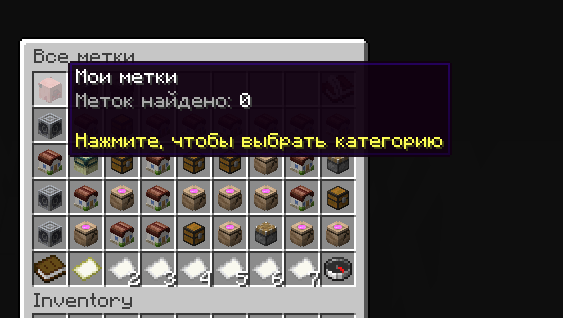 Все метки
Мои метки
Меток найдено: 0
Нажмите, чтобы выбрать категорию
2 3 4 5 6 7
Inventory